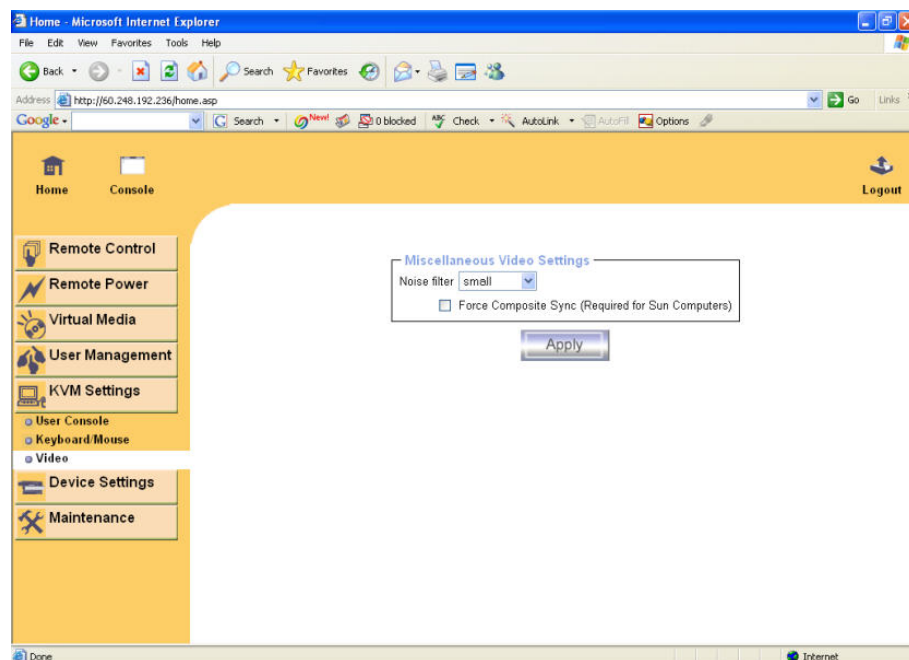 Home - Microsoft Internet Explorer
File Edit View Favorites Tools Help
Back Search Favorites
Address http://60.248.192.236/home.asp Go Links
Google Search New! 0 blocked ABC Check AutoLink AutoFill Options
Home Console Logout
Remote Control
Remote Power
Virtual Media
User Management
KVM Settings
User Console
Keyboard/Mouse
Video
Device Settings
Maintenance
Miscellaneous Video Settings
Noise filter small
Force Composite Sync (Required for Sun Computers)
Apply
Done Internet